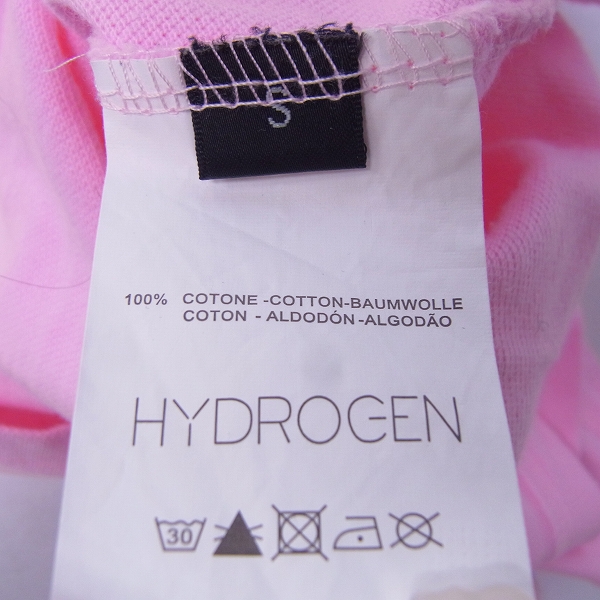 S
100% COTONE -COTTON-BAUMWOLLE
COTON - ALDODÓN-ALGODÃO
HYDROGEN
30